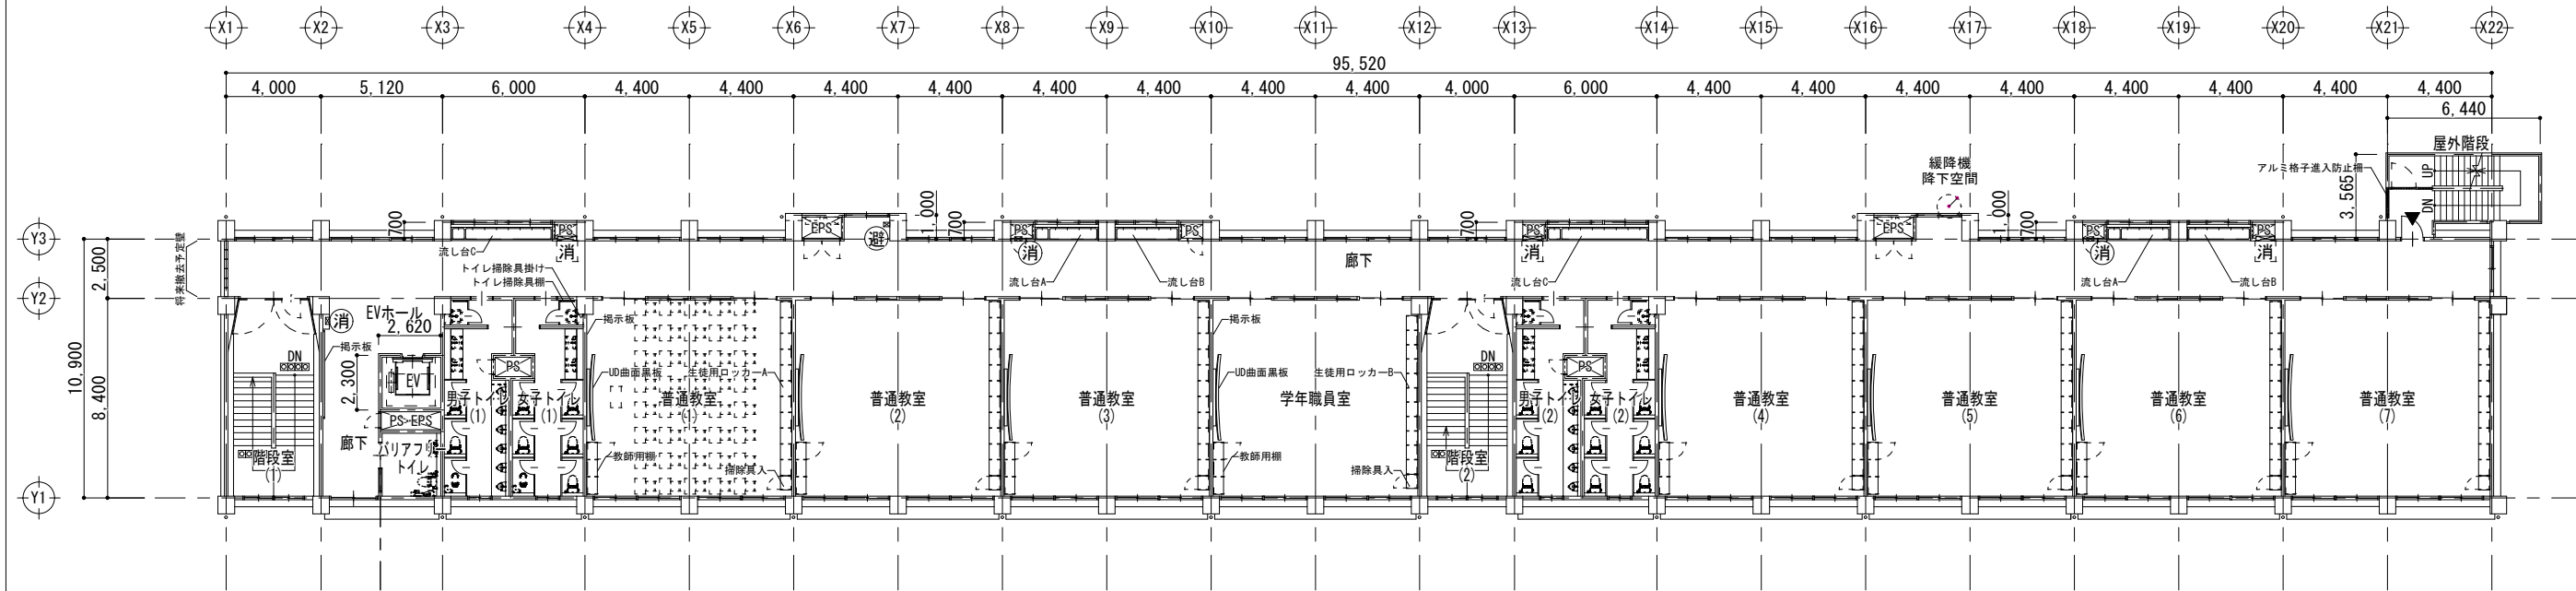 X1 X2 X3 X4 X5 X6 X7 X8 X9 X10 X11 X12 X13 X14 X15 X16 X17 X18 X19 X20 X21 X22
95,520
4,000 5,120 6,000 4,400 4,400 4,400 4,400 4,400 4,400 4,400 4,400 4,000 6,000 4,400 4,400 4,400 4,400 4,400 4,400 4,400 4,400
6,440
屋外階段
緩降機
降下空間
アルミ格子進入防止柵
UP
DN
3,565
700
1,000
700
700
1,000
700
Y3
EPS
避
PS
消
PS
消
PS
PS
消
EPS
PS
消
PS
消
流し台C
流し台A
流し台B
廊下
流し台C
流し台A
流し台B
将来撤去予定壁
2,500
トイレ掃除具掛け
トイレ掃除具棚
Y2
消
EVホール
2,620
掲示板
掲示板
掲示板
DN
DN
10,900
8,400
2,300
EV
PS
PS
UD曲面黒板
生徒用ロッカーA
UD曲面黒板
生徒用ロッカーB
男子トイレ
(1)
女子トイレ
(1)
普通教室
(1)
普通教室
(2)
普通教室
(3)
学年職員室
男子トイレ
(2)
女子トイレ
(2)
普通教室
(4)
普通教室
(5)
普通教室
(6)
普通教室
(7)
PS・EPS
廊下
バリアフリー
トイレ
階段室
(1)
教師用棚
掃除具入
教師用棚
掃除具入
階段室
(2)
Y1